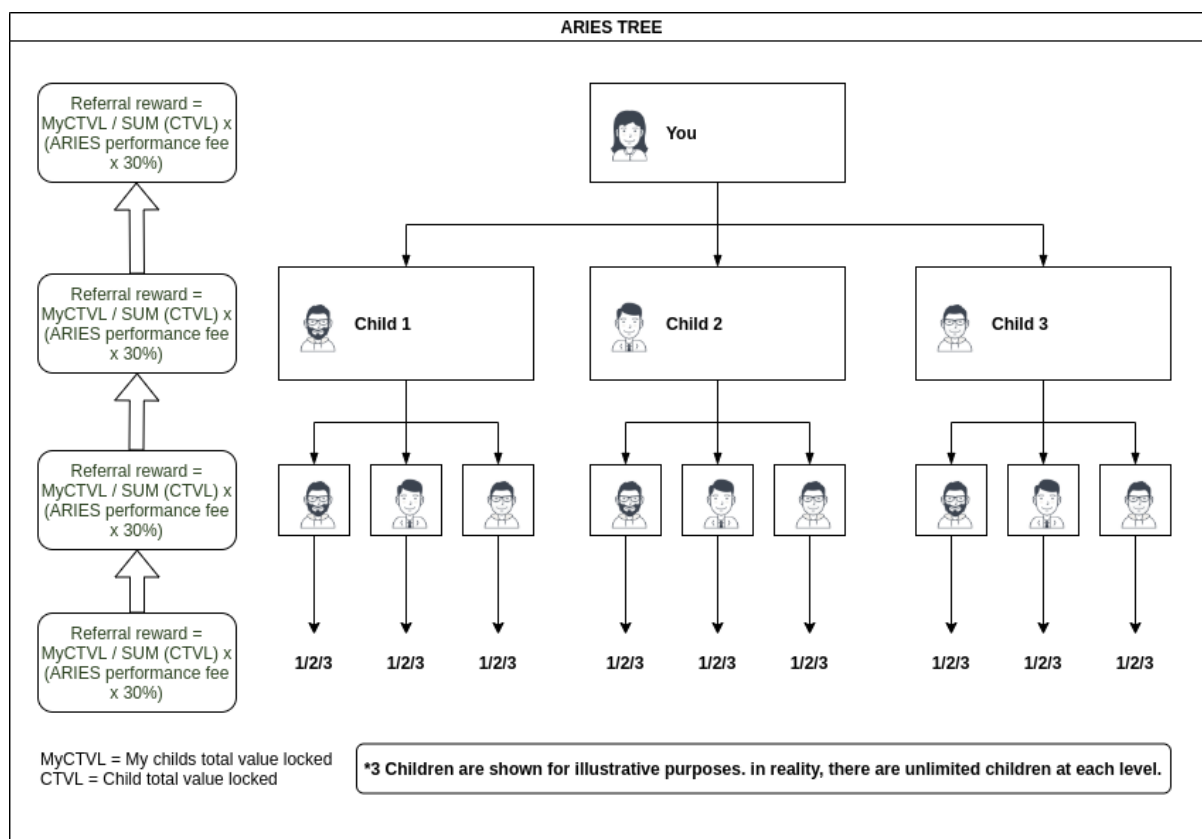 ARIES TREE
Referral reward =
MyCTVL / SUM (CTVL) x
(ARIES performance fee
x 30%)
You
Referral reward =
MyCTVL / SUM (CTVL) x
(ARIES performance fee
x 30%)
Child 1
Child 2
Child 3
Referral reward =
MyCTVL / SUM (CTVL) x
(ARIES performance fee
x 30%)
Referral reward =
MyCTVL / SUM (CTVL) x
(ARIES performance fee
x 30%)
1/2/3
1/2/3
1/2/3
1/2/3
1/2/3
1/2/3
1/2/3
1/2/3
1/2/3
MyCTVL = My childs total value locked
CTVL = Child total value locked
*3 Children are shown for illustrative purposes. in reality, there are unlimited children at each level.